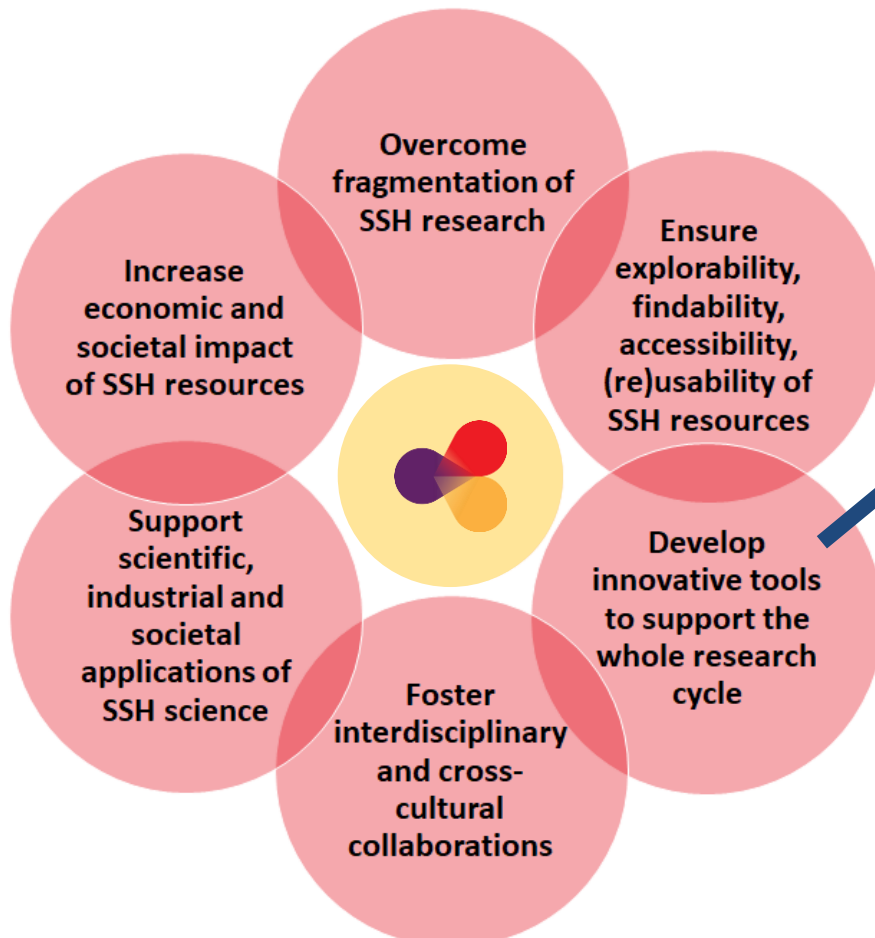 Overcome
fragmentation of
SSH research
Ensure
explorability,
findability,
accessibility,
(re)usability of
SSH resources
Develop
innovative tools
to support the
whole research
cycle
Foster
interdisciplinary
and cross-
cultural
collaborations
Support
scientific,
industrial and
societal
applications of
SSH science
Increase
economic and
societal impact
of SSH resources